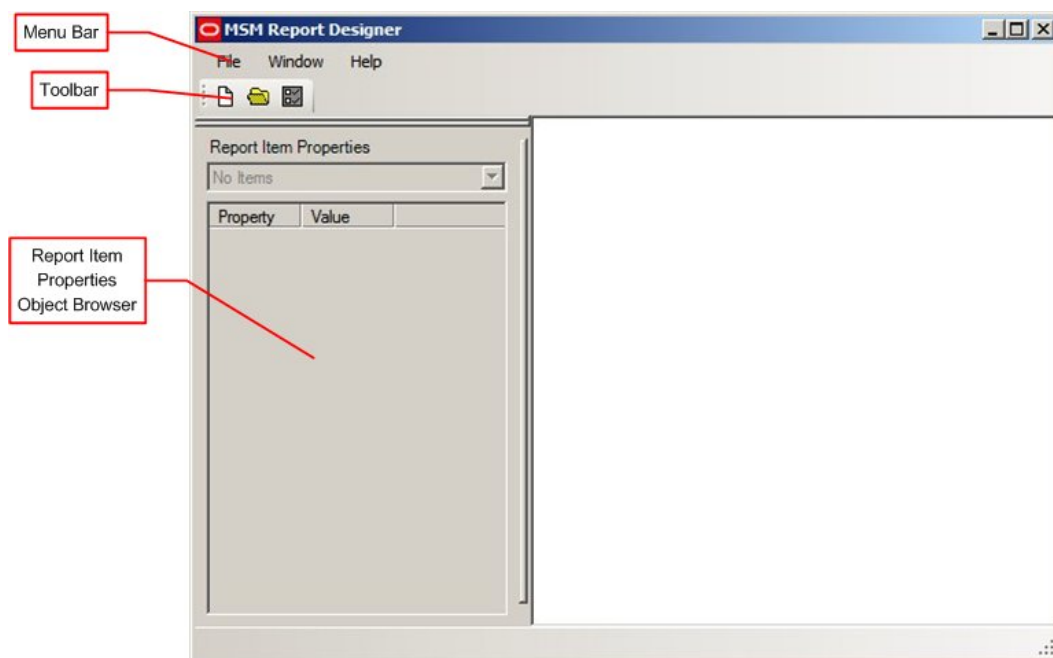 Menu Bar
MSM Report Designer
File Window Help
Toolbar
Report Item Properties
No Items
Property Value
Report Item
Properties
Object Browser